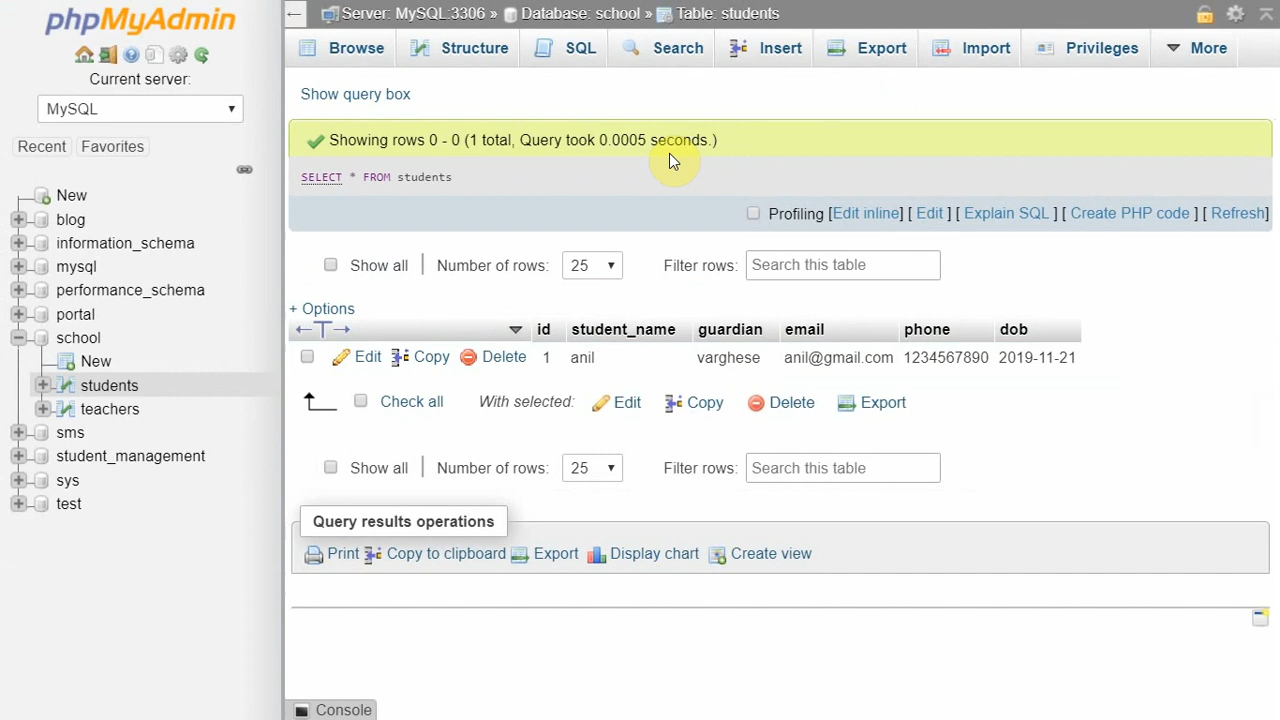 phpMyAdmin
Current server:
MySQL
Recent Favorites
New
blog
information_schema
mysql
performance_schema
portal
school
New
students
teachers
sms
student_management
sys
test
Server: MySQL:3306 » Database: school » Table: students
Browse Structure SQL Search Insert Export Import Privileges More
Show query box
Showing rows 0 - 0 (1 total, Query took 0.0005 seconds.)
SELECT * FROM students
Profiling [Edit inline] [ Edit ] [ Explain SQL ] [ Create PHP code ] [ Refresh]
Show all Number of rows: 25 Filter rows: Search this table
+ Options
id student_name guardian email phone dob
Edit Copy Delete 1 anil varghese anil@gmail.com 1234567890 2019-11-21
Check all With selected: Edit Copy Delete Export
Show all Number of rows: 25 Filter rows: Search this table
Query results operations
Print Copy to clipboard Export Display chart Create view
Console